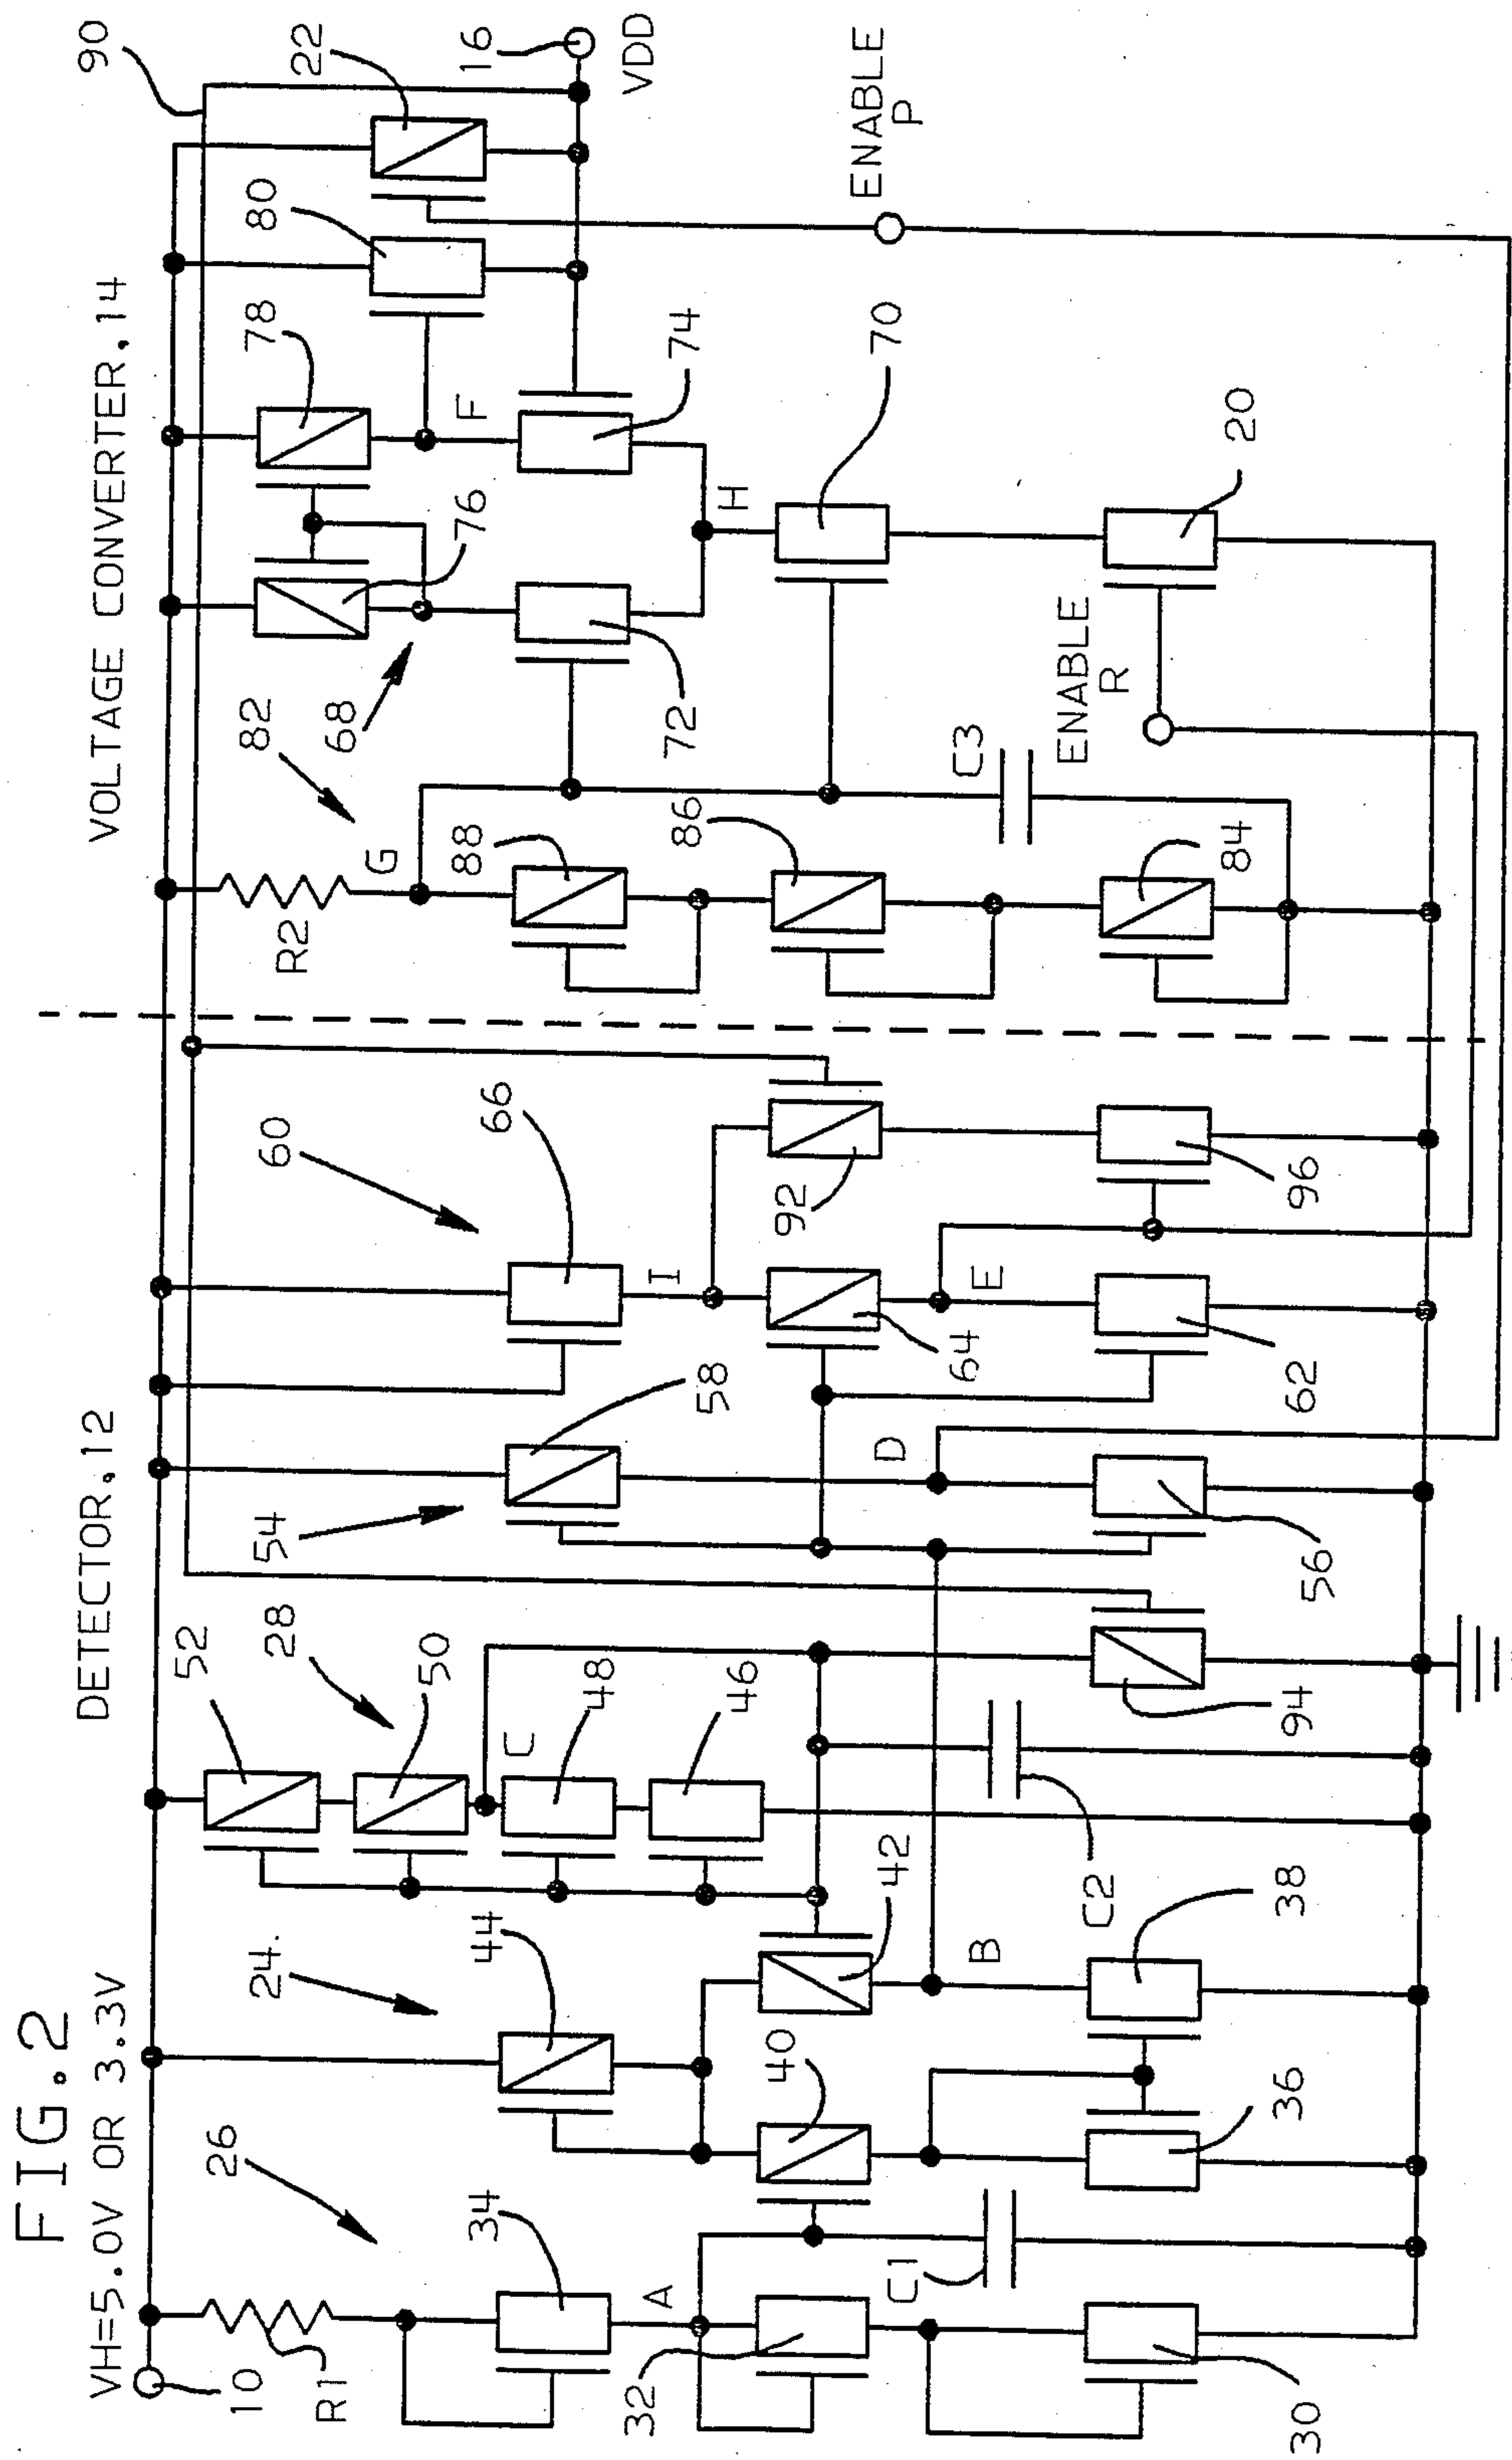 FIG.2
VH=5.0V OR 3.3V
DETECTOR,12
VOLTAGE CONVERTER,14
90
10
R1
26
34
A
32
30
C1
24.
44
40
42
B
36
38
C2
52
28
50
C
48
46
94
54
58
D
56
60
66
I
64
E
62
92
96
82
R2
G
88
86
84
C3
68
76
78
F
72
74
H
70
20
ENABLE
R
80
22
16
VDD
ENABLE
P